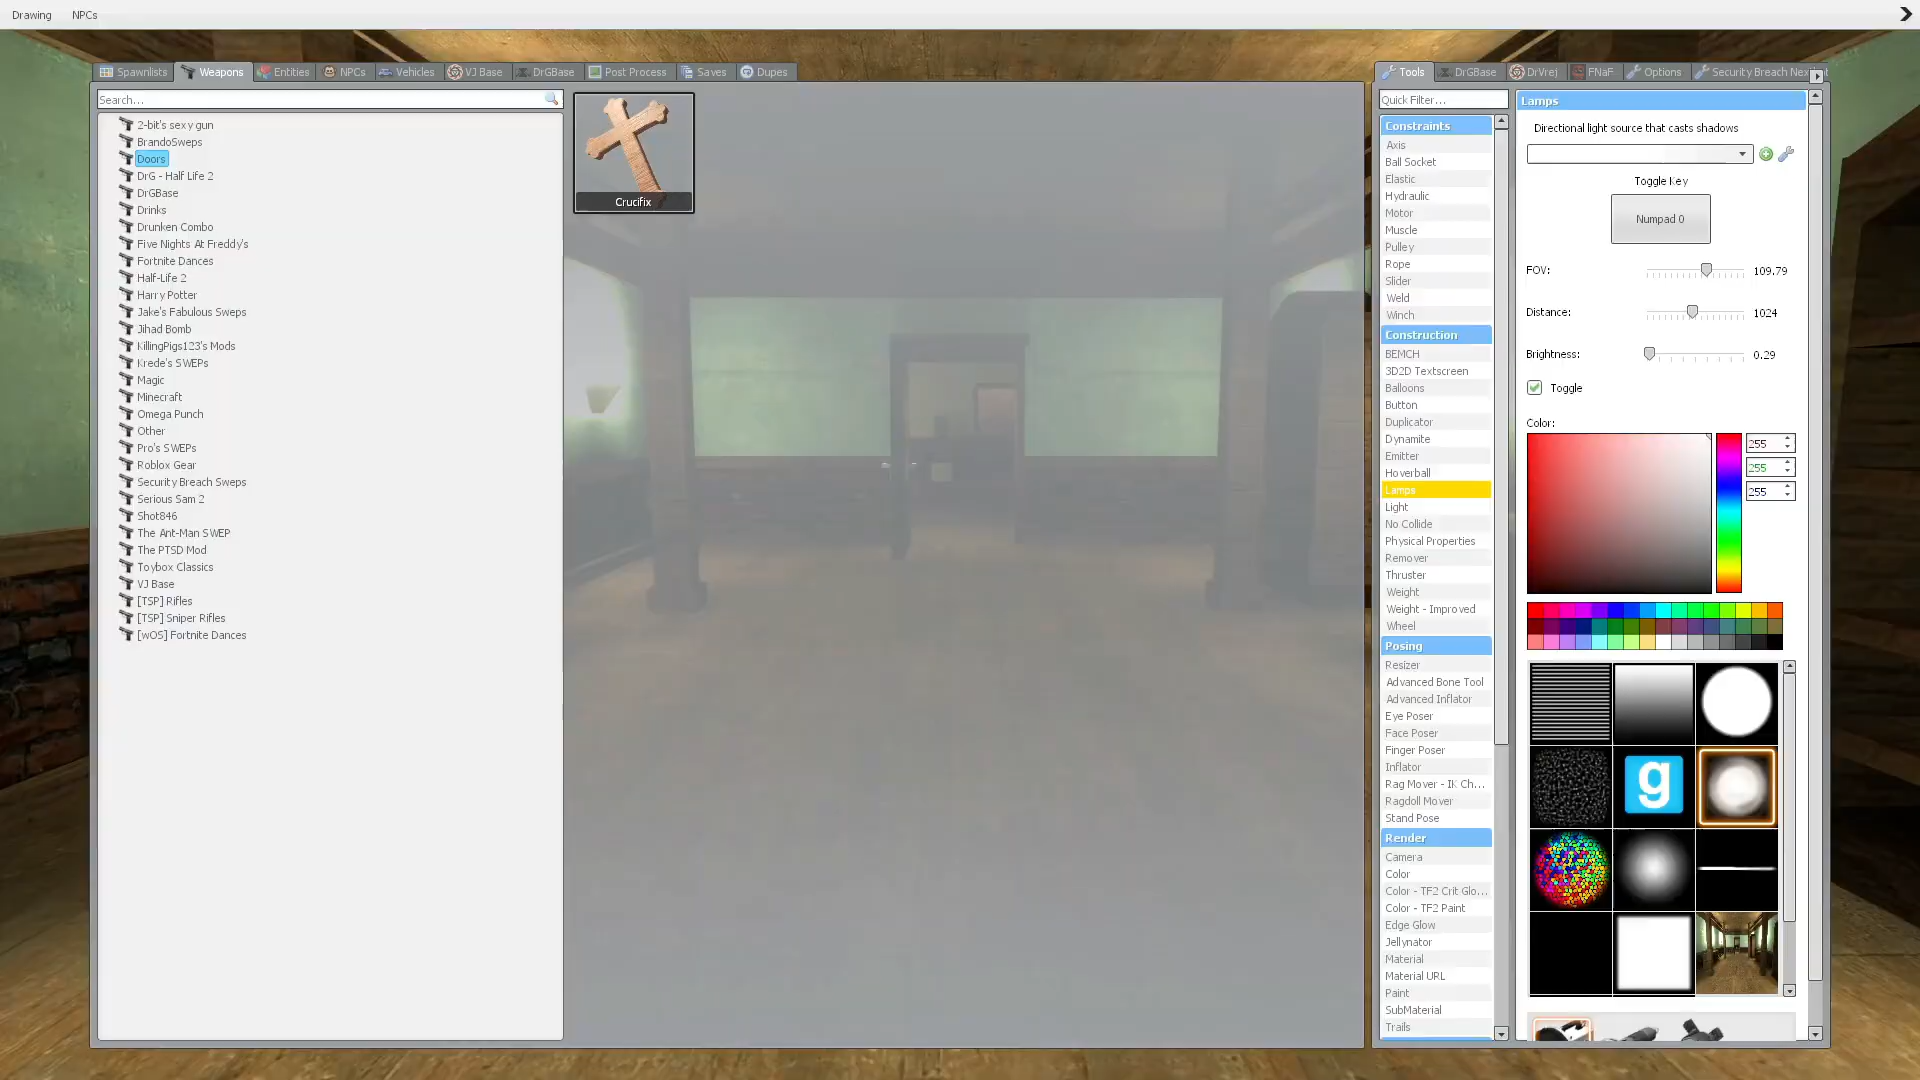 Drawing NPCs
Spawnlists Weapons Entities NPCs Vehicles VJ Base DrGBase Post Process Saves Dupes
Search...
2-bit's sexy gun
BrandoSweps
Doors
DrG - Half Life 2
DrGBase
Drinks
Drunken Combo
Five Nights At Freddy's
Fortnite Dances
Half-Life 2
Harry Potter
Jake's Fabulous Sweps
Jihad Bomb
KillingPigs123's Mods
Krede's SWEPs
Magic
Minecraft
Omega Punch
Other
Pro's SWEPs
Roblox Gear
Security Breach Sweps
Serious Sam 2
Shot846
The Ant-Man SWEP
The PTSD Mod
Toybox Classics
VJ Base
[TSP] Rifles
[TSP] Sniper Rifles
[wOS] Fortnite Dances
Crucifix
Tools DrGBase DrVrej FNaF Options
Quick Filter...
Constraints
Axis
Ball Socket
Elastic
Hydraulic
Motor
Muscle
Pulley
Rope
Slider
Weld
Winch
Construction
BEMCH
3D2D Textscreen
Balloons
Button
Duplicator
Dynamite
Emitter
Hoverball
Lamps
Light
No Collide
Physical Properties
Remover
Thruster
Weight
Weight - Improved
Wheel
Posing
Resizer
Advanced Bone Tool
Advanced Inflator
Eye Poser
Face Poser
Finger Poser
Inflator
Rag Mover - IK Ch...
Ragdoll Mover
Stand Pose
Render
Camera
Color
Color - TF2 Crit Glo...
Color - TF2 Paint
Edge Glow
Jellynator
Material
Material URL
Paint
SubMaterial
Trails
Security Breach
Lamps
Directional light source that casts shadows
Toggle Key
Numpad 0
FOV: 109.79
Distance: 1024
Brightness: 0.29
Toggle
Color:
255
255
255
g